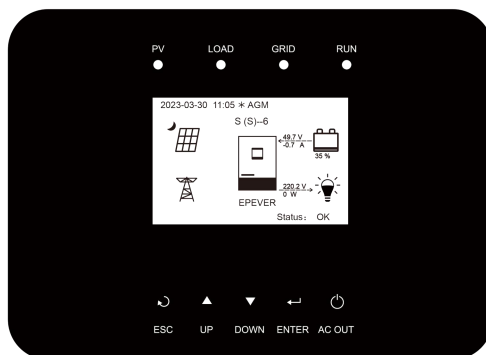 PV LOAD GRID RUN
2023-03-30 11:05 * AGM
S (S)--6
49.7 V
-0.7 A
35 %
220.2 V
0 W
EPEVER
Status: OK
ESC UP DOWN ENTER AC OUT